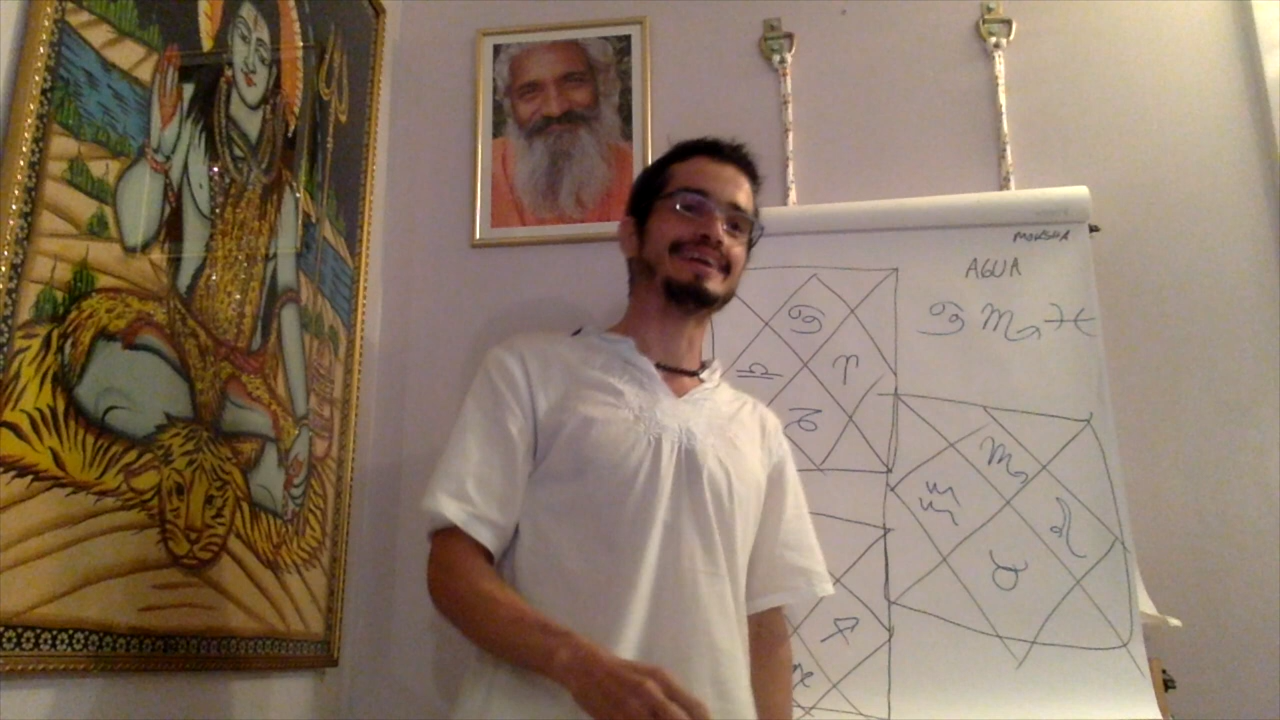 MOKSHA
AGUA
♋ ♏ ♓
♋
♎ ♈
♑
♏
♒ ♌
♉